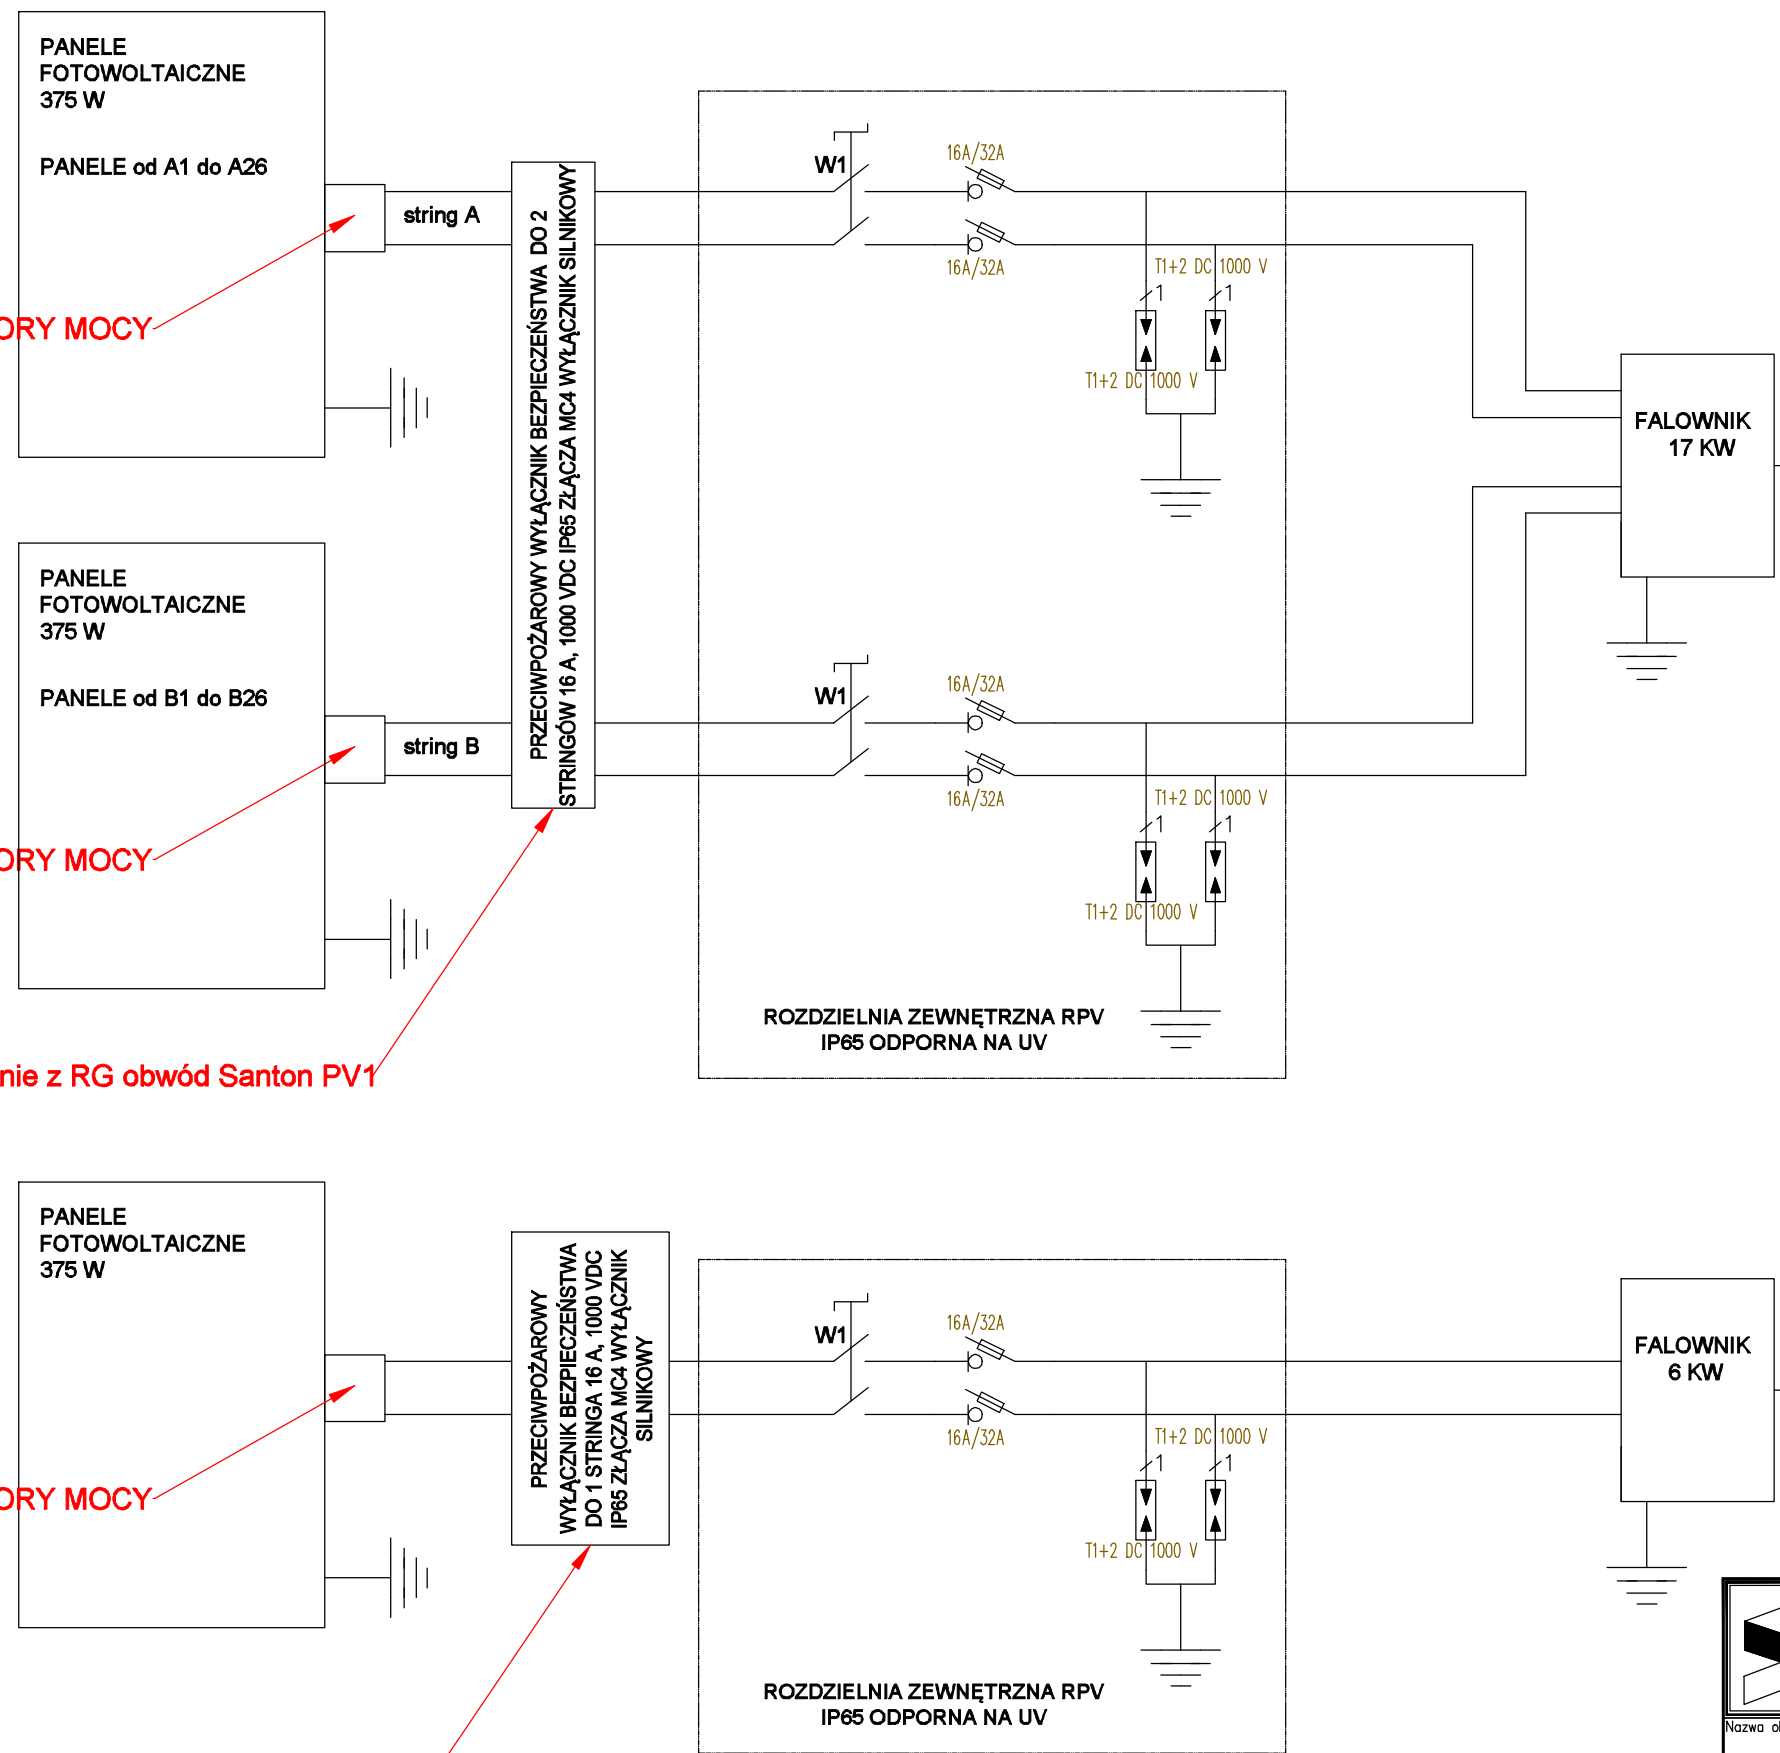 PANELE
FOTOWOLTAICZNE
375 W
PANELE od A1 do A26
string A
ORY MOCY
PRZECIWPOŻAROWY WYŁĄCZNIK BEZPIECZEŃSTWA DO 2
STRINGÓW 16 A, 1000 VDC IP65 ZŁĄCZA MC4 WYŁĄCZNIK SILNIKOWY
W1
16A/32A
16A/32A
T1+2 DC 1000 V
1
1
T1+2 DC 1000 V
FALOWNIK
17 KW
PANELE
FOTOWOLTAICZNE
375 W
PANELE od B1 do B26
string B
ORY MOCY
W1
16A/32A
16A/32A
T1+2 DC 1000 V
1
1
T1+2 DC 1000 V
ROZDZIELNIA ZEWNĘTRZNA RPV
IP65 ODPORNA NA UV
nie z RG obwód Santon PV1
PANELE
FOTOWOLTAICZNE
375 W
ORY MOCY
PRZECIWPOŻAROWY
WYŁĄCZNIK BEZPIECZEŃSTWA
DO 1 STRINGA 16 A, 1000 VDC
IP65 ZŁĄCZA MC4 WYŁĄCZNIK
SILNIKOWY
W1
16A/32A
16A/32A
T1+2 DC 1000 V
1
1
T1+2 DC 1000 V
FALOWNIK
6 KW
ROZDZIELNIA ZEWNĘTRZNA RPV
IP65 ODPORNA NA UV
Nazwa